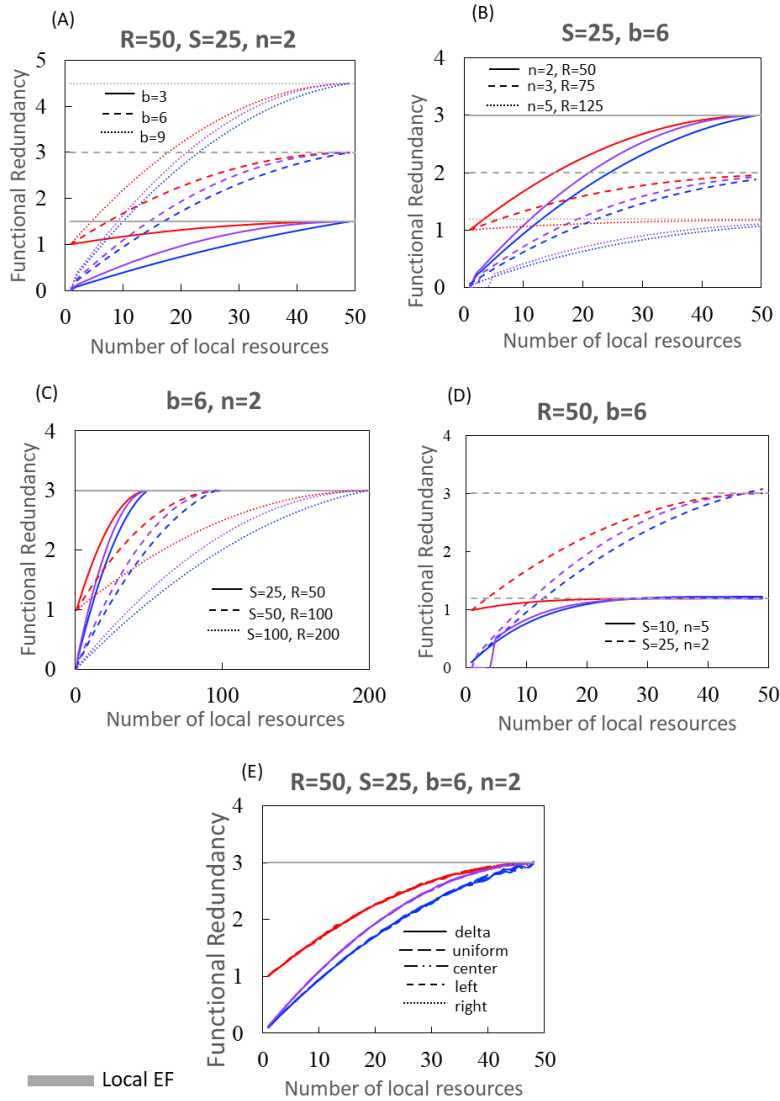 (A)
R=50, S=25, n=2
Functional Redundancy
5
4
3
2
1
0
b=3
b=6
b=9
0 10 20 30 40 50
Number of local resources
(B)
S=25, b=6
Functional Redundancy
4
3
2
1
0
n=2, R=50
n=3, R=75
n=5, R=125
0 10 20 30 40 50
Number of local resources
(C)
b=6, n=2
Functional Redundancy
4
3
2
1
0
S=25, R=50
S=50, R=100
S=100, R=200
0 100 200
Number of local resources
(D)
R=50, b=6
Functional Redundancy
4
3
2
1
0
S=10, n=5
S=25, n=2
0 10 20 30 40 50
Number of local resources
(E)
R=50, S=25, b=6, n=2
Functional Redundancy
4
3
2
1
0
delta
uniform
center
left
right
0 10 20 30 40 50
Number of local resources
Local EF